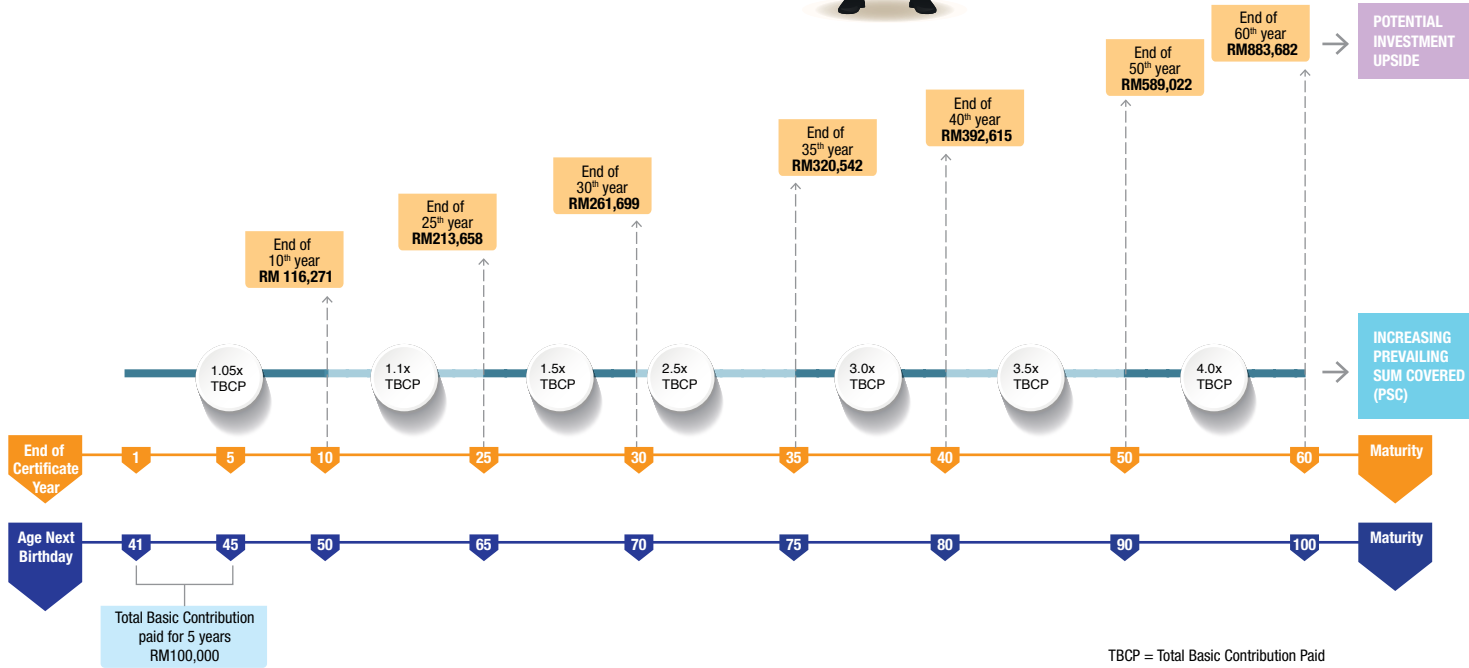 End of
60th year
RM883,682
POTENTIAL
INVESTMENT
UPSIDE
End of
50th year
RM589,022
End of
40th year
RM392,615
End of
35th year
RM320,542
End of
30th year
RM261,699
End of
25th year
RM213,658
End of
10th year
RM 116,271
1.05x
TBCP
1.1x
TBCP
1.5x
TBCP
2.5x
TBCP
3.0x
TBCP
3.5x
TBCP
4.0x
TBCP
INCREASING
PREVAILING
SUM COVERED
(PSC)
End of
Certificate
Year
1
5
10
25
30
35
40
50
60
Maturity
Age Next
Birthday
41
45
50
65
70
75
80
90
100
Maturity
Total Basic Contribution
paid for 5 years
RM100,000
TBCP = Total Basic Contribution Paid